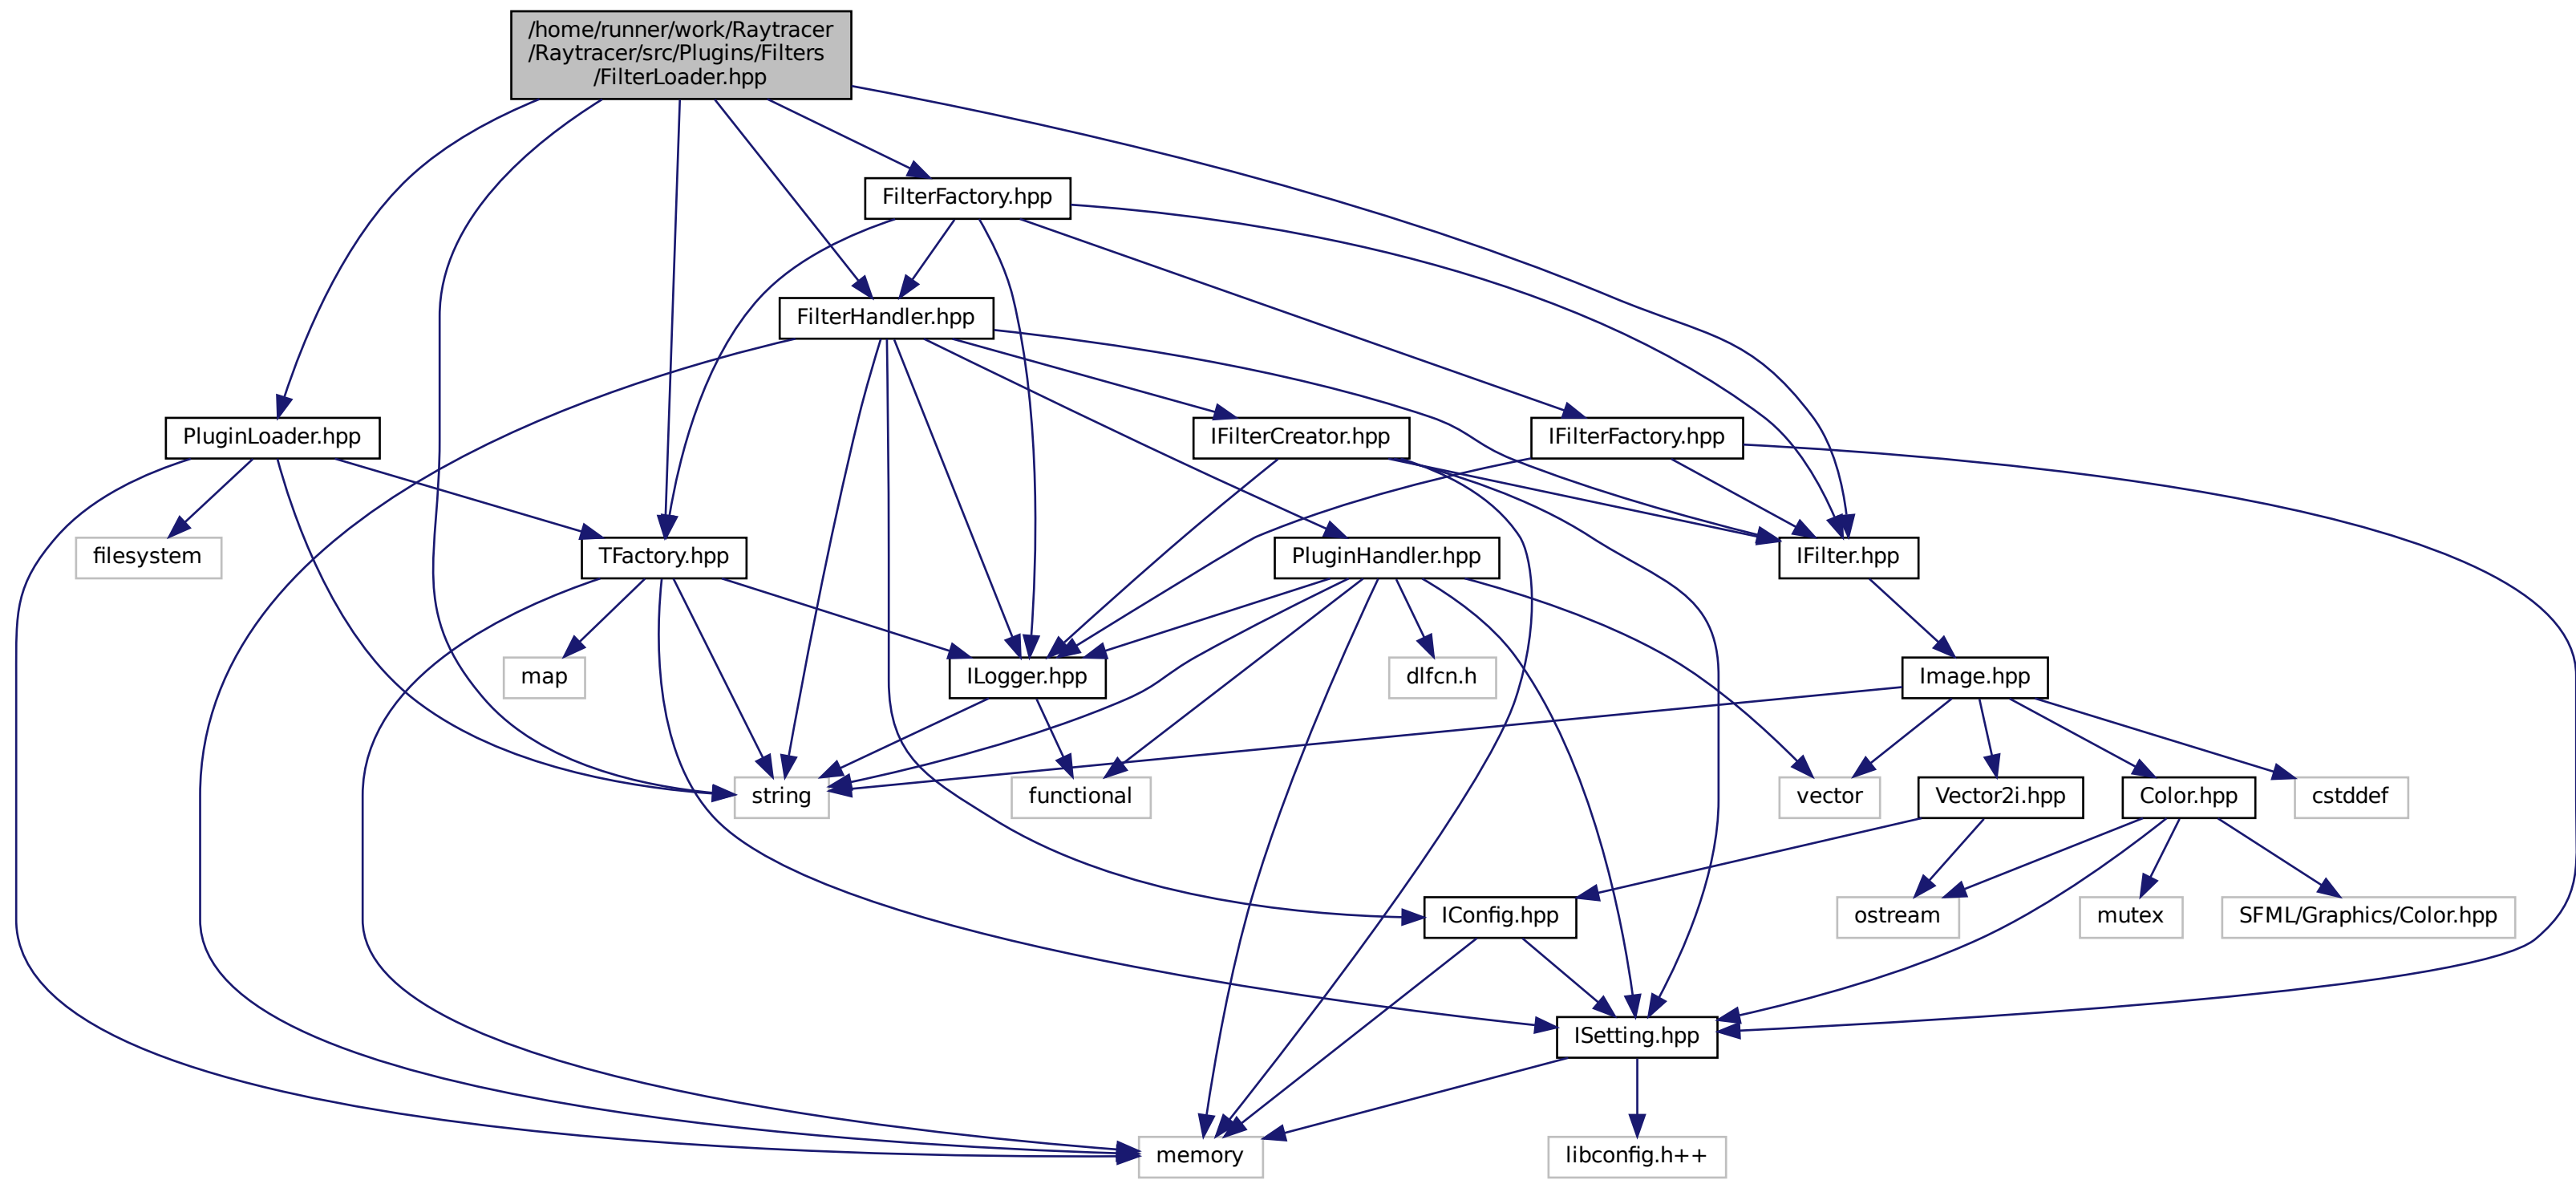 /home/runner/work/Raytracer
/Raytracer/src/Plugins/Filters
/FilterLoader.hpp
FilterFactory.hpp
FilterHandler.hpp
PluginLoader.hpp
IFilterCreator.hpp
IFilterFactory.hpp
filesystem
TFactory.hpp
PluginHandler.hpp
IFilter.hpp
map
ILogger.hpp
dlfcn.h
Image.hpp
string
functional
vector
Vector2i.hpp
Color.hpp
cstddef
IConfig.hpp
ostream
mutex
SFML/Graphics/Color.hpp
ISetting.hpp
memory
libconfig.h++